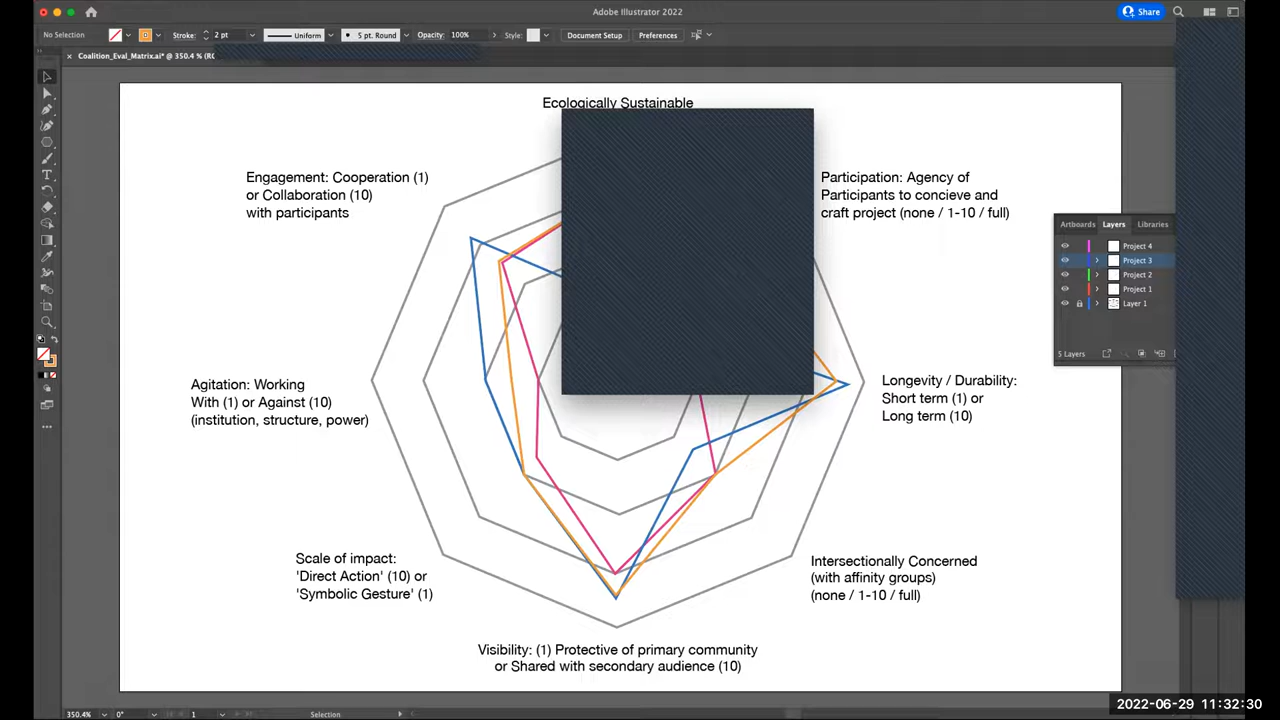 Adobe Illustrator 2022
Share
No Selection
Stroke: 2 pt Uniform 5 pt. Round Opacity: 100% Style: Document Setup Preferences
× Coalition_Eval_Matrix.ai* @ 350.4 %
Ecologically Sustainable
Engagement: Cooperation (1)
or Collaboration (10)
with participants
Participation: Agency of
Participants to concieve and
craft project (none / 1-10 / full)
Artboards Layers Libraries
Project 4
Project 3
Project 2
Project 1
Layer 1
5 Layers
Agitation: Working
With (1) or Against (10)
(institution, structure, power)
Longevity / Durability:
Short term (1) or
Long term (10)
Scale of impact:
'Direct Action' (10) or
'Symbolic Gesture' (1)
Intersectionally Concerned
(with affinity groups)
(none / 1-10 / full)
Visibility: (1) Protective of primary community
or Shared with secondary audience (10)
350.4% 0° 1 Selection
2022-06-29 11:32:30